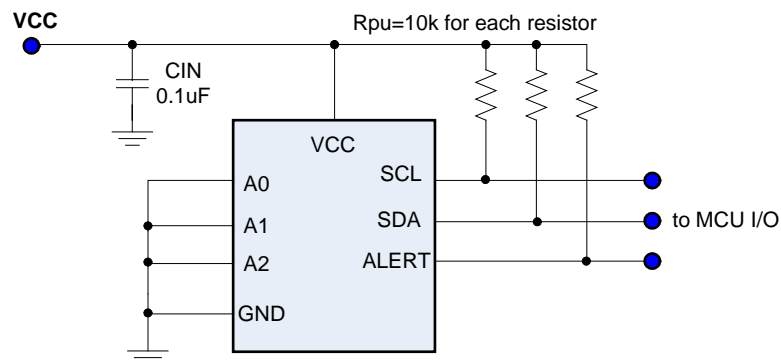 VCC
Rpu=10k for each resistor
CIN
0.1uF
VCC
A0
SCL
A1
SDA
to MCU I/O
A2
ALERT
GND